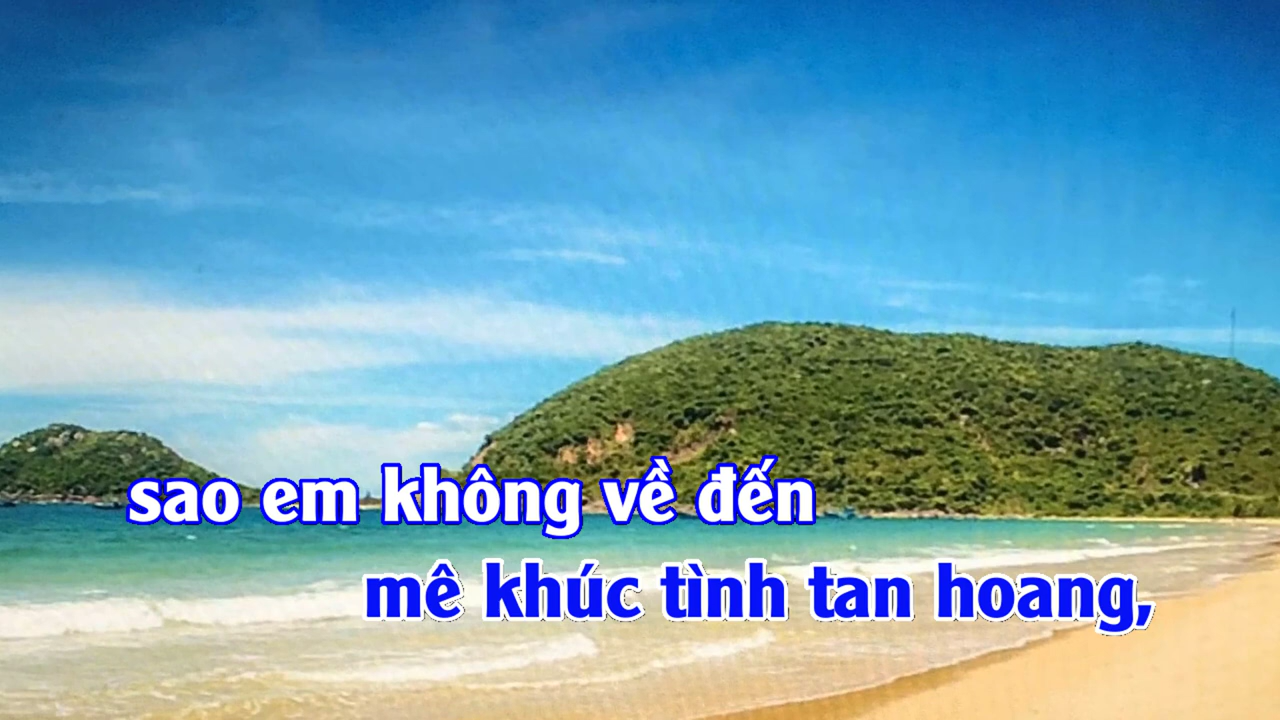 sao em không về đến
mê khúc tình tan hoang,